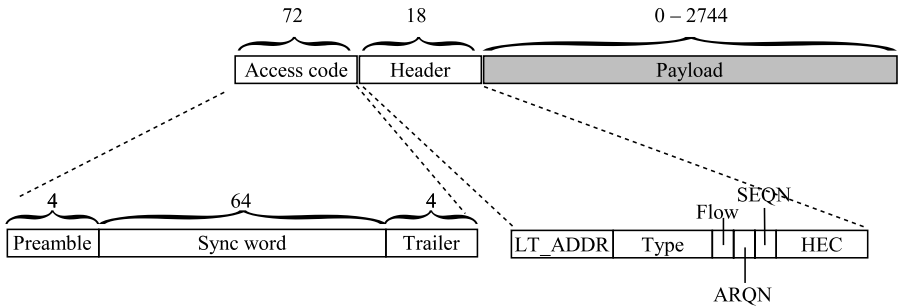 72 18 0 – 2744
Access code Header Payload
4 64 4
SEQN
Flow
Preamble Sync word Trailer LT_ADDR Type HEC
ARQN